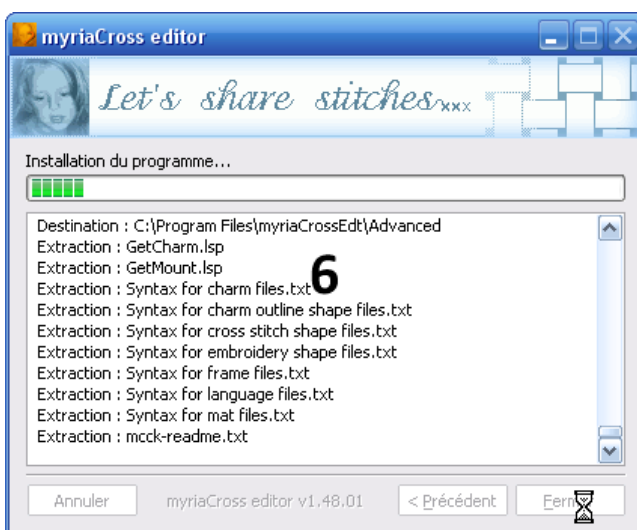 myriaCross editor
Let's share stitches...xxx
Installation du programme...
Destination : C:\Program Files\myriaCrossEdt\Advanced
Extraction : GetCharm.lsp
Extraction : GetMount.lsp
Extraction : Syntax for charm files.txt 6
Extraction : Syntax for charm outline shape files.txt
Extraction : Syntax for cross stitch shape files.txt
Extraction : Syntax for embroidery shape files.txt
Extraction : Syntax for frame files.txt
Extraction : Syntax for language files.txt
Extraction : Syntax for mat files.txt
Extraction : mcck-readme.txt
Annuler myriaCross editor v1.48.01 < Précédent